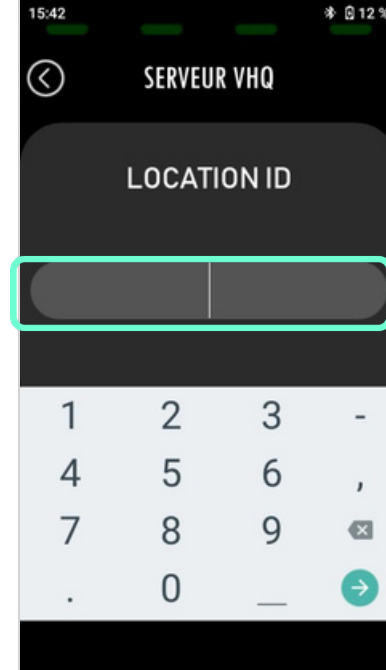 15:42 12 %
SERVEUR VHQ
LOCATION ID
1 2 3 -
4 5 6 ,
7 8 9
. 0 _